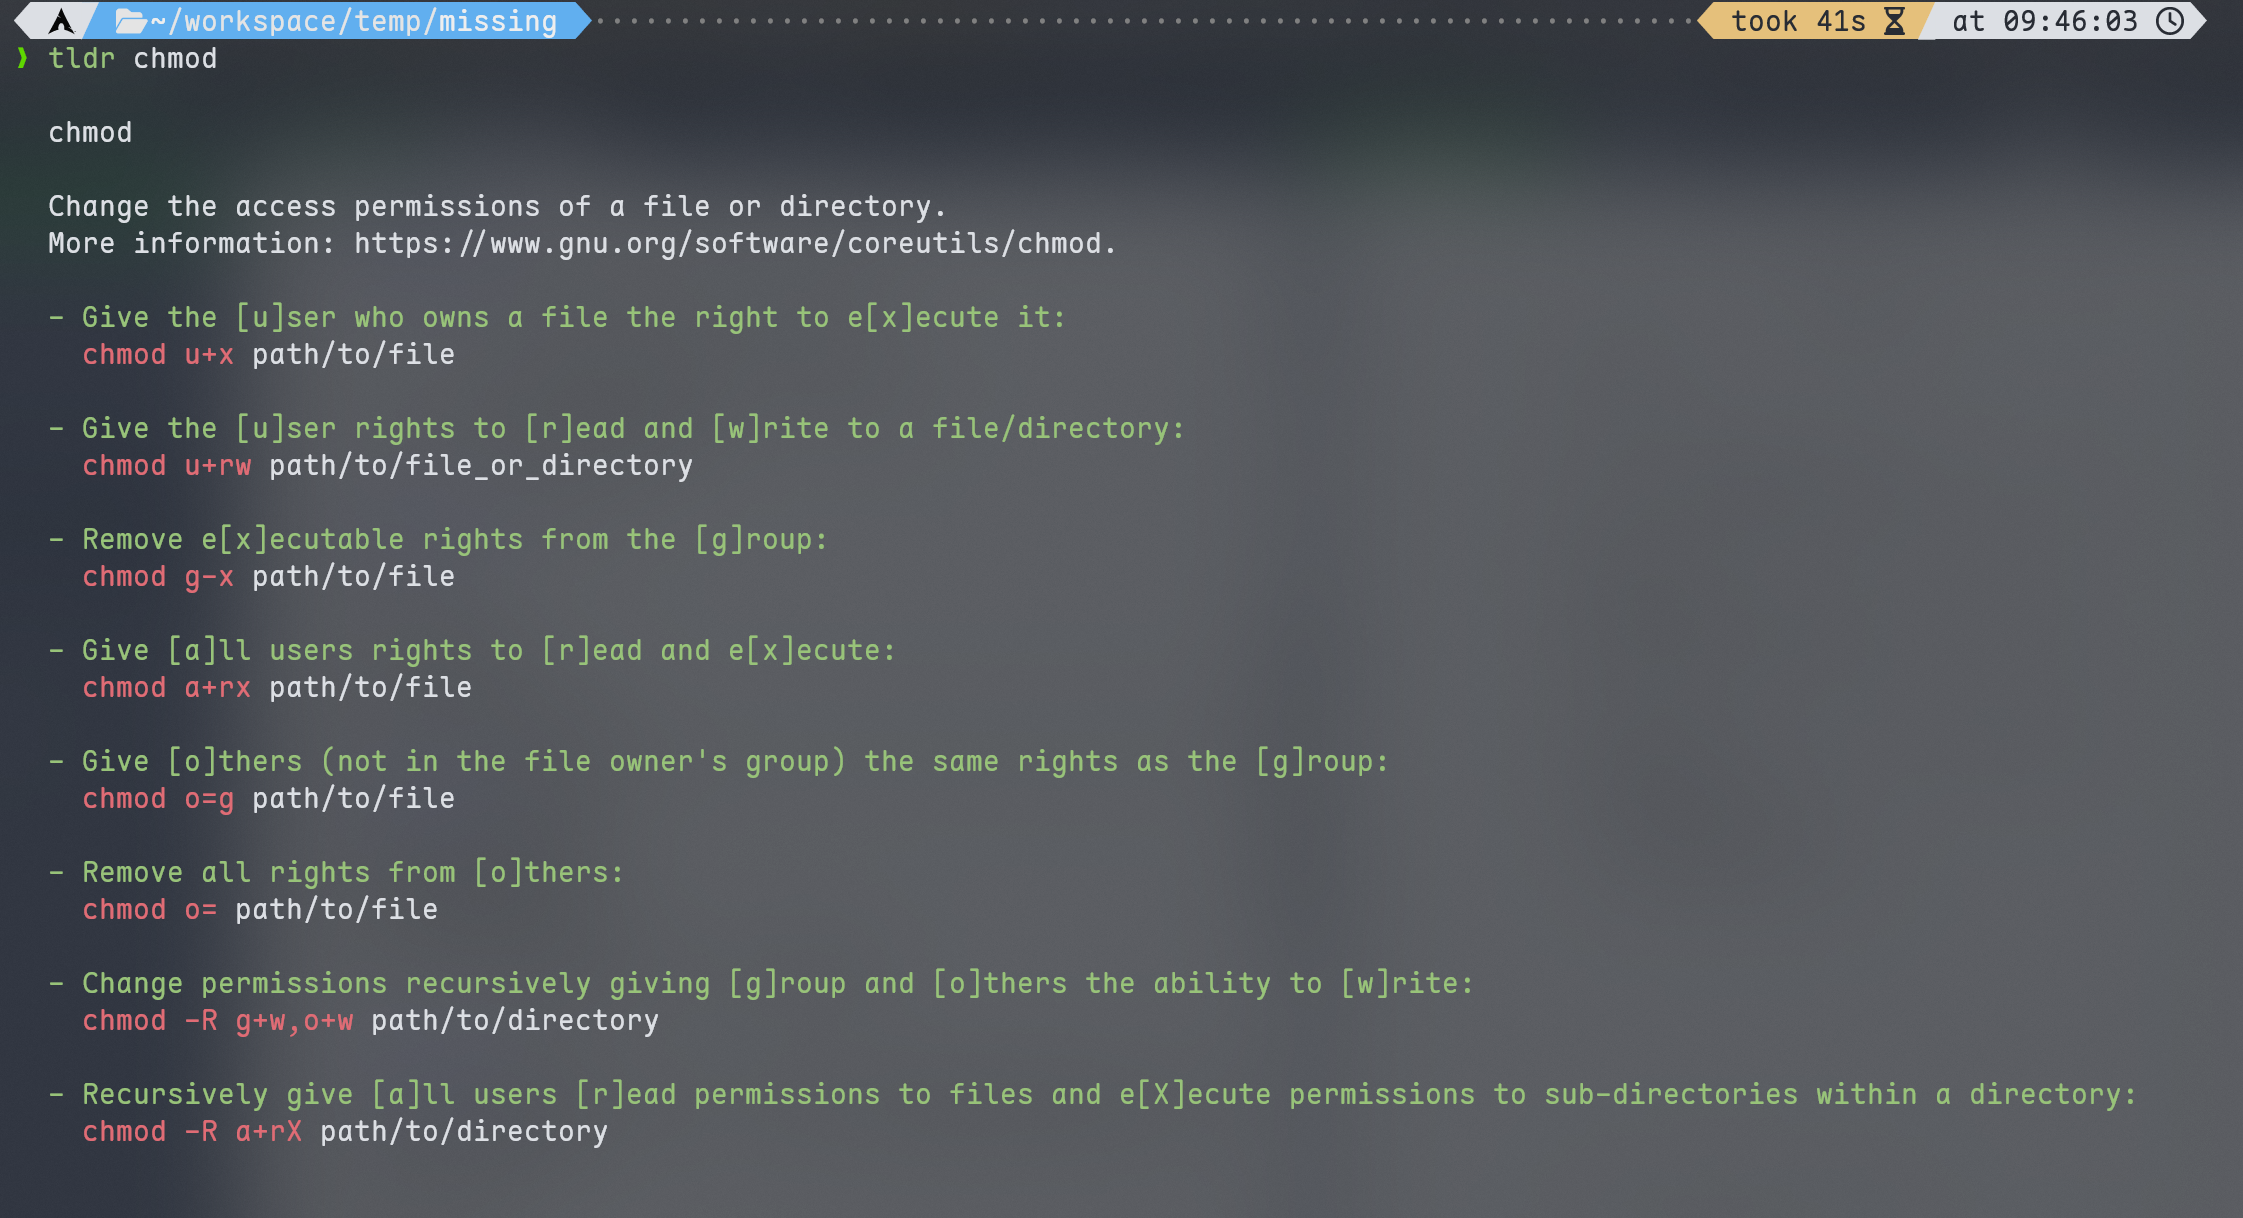 ~/workspace/temp/missing took 41s at 09:46:03
❯ tldr chmod
chmod
Change the access permissions of a file or directory.
More information: https://www.gnu.org/software/coreutils/chmod.
- Give the [u]ser who owns a file the right to e[x]ecute it:
chmod u+x path/to/file
- Give the [u]ser rights to [r]ead and [w]rite to a file/directory:
chmod u+rw path/to/file_or_directory
- Remove e[x]ecutable rights from the [g]roup:
chmod g-x path/to/file
- Give [a]ll users rights to [r]ead and e[x]ecute:
chmod a+rx path/to/file
- Give [o]thers (not in the file owner's group) the same rights as the [g]roup:
chmod o=g path/to/file
- Remove all rights from [o]thers:
chmod o= path/to/file
- Change permissions recursively giving [g]roup and [o]thers the ability to [w]rite:
chmod -R g+w,o+w path/to/directory
- Recursively give [a]ll users [r]ead permissions to files and e[X]ecute permissions to sub-directories within a directory:
chmod -R a+rX path/to/directory